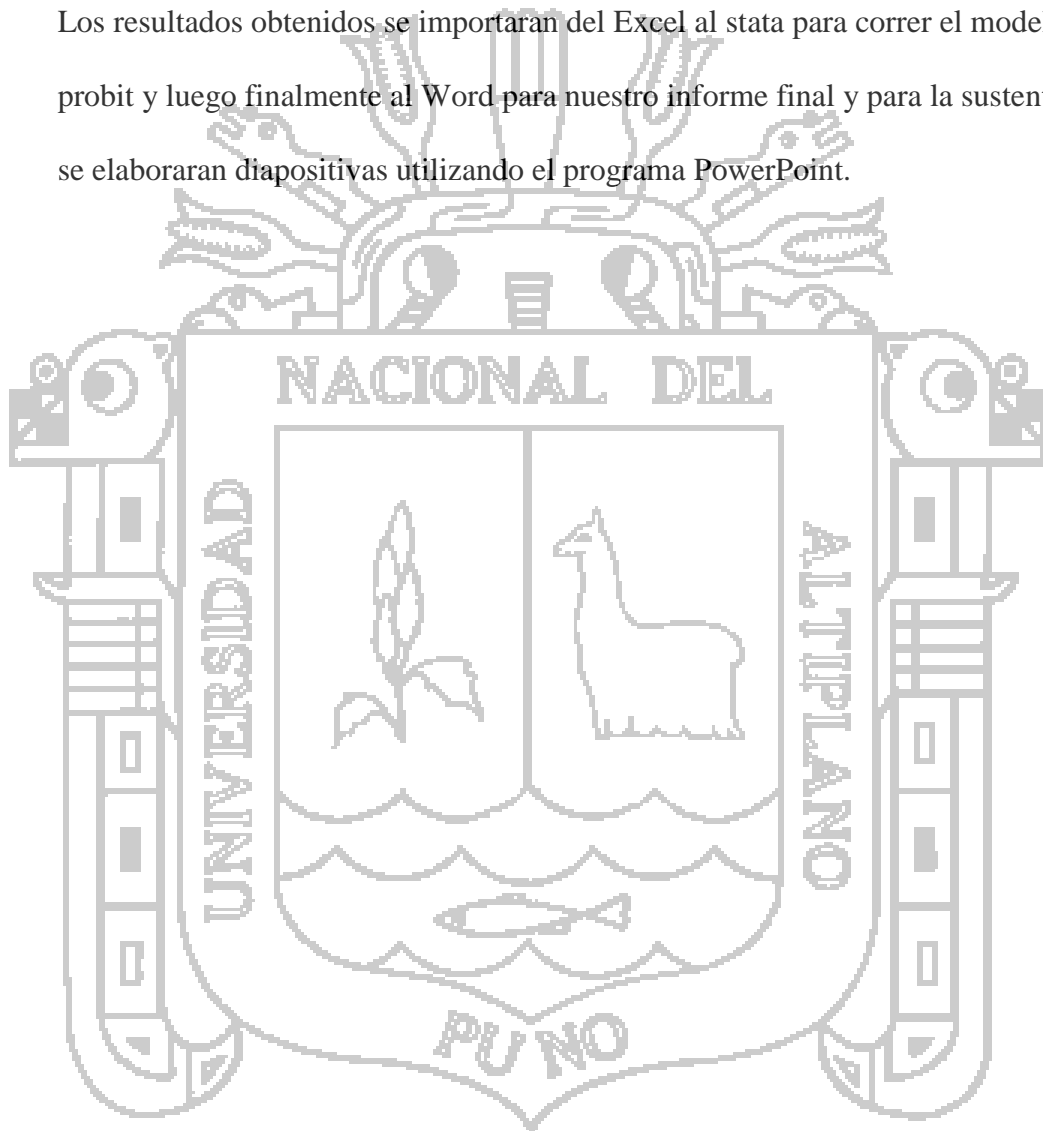 Los resultados obtenidos se importaran del Excel al stata para correr el mode
probit y luego finalmente al Word para nuestro informe final y para la susten
se elaboraran diapositivas utilizando el programa PowerPoint.
NACIONAL DEL
UNIVERSIDAD
ALTIPLANO
PUNO